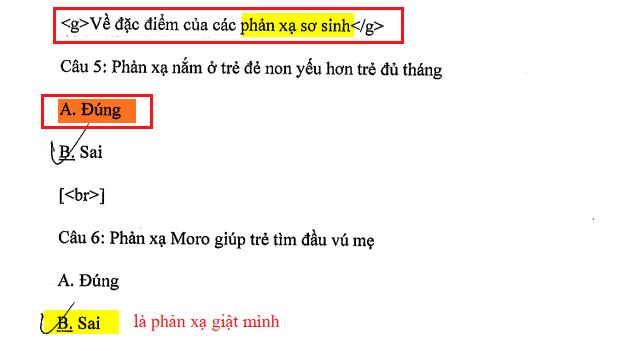 <g>Về đặc điểm của các phản xạ sơ sinh</g>
Câu 5: Phản xạ nắm ở trẻ đẻ non yếu hơn trẻ đủ tháng
A. Đúng
B. Sai
[<br>]
Câu 6: Phản xạ Moro giúp trẻ tìm đầu vú mẹ
A. Đúng
B. Sai là phản xạ giật mình